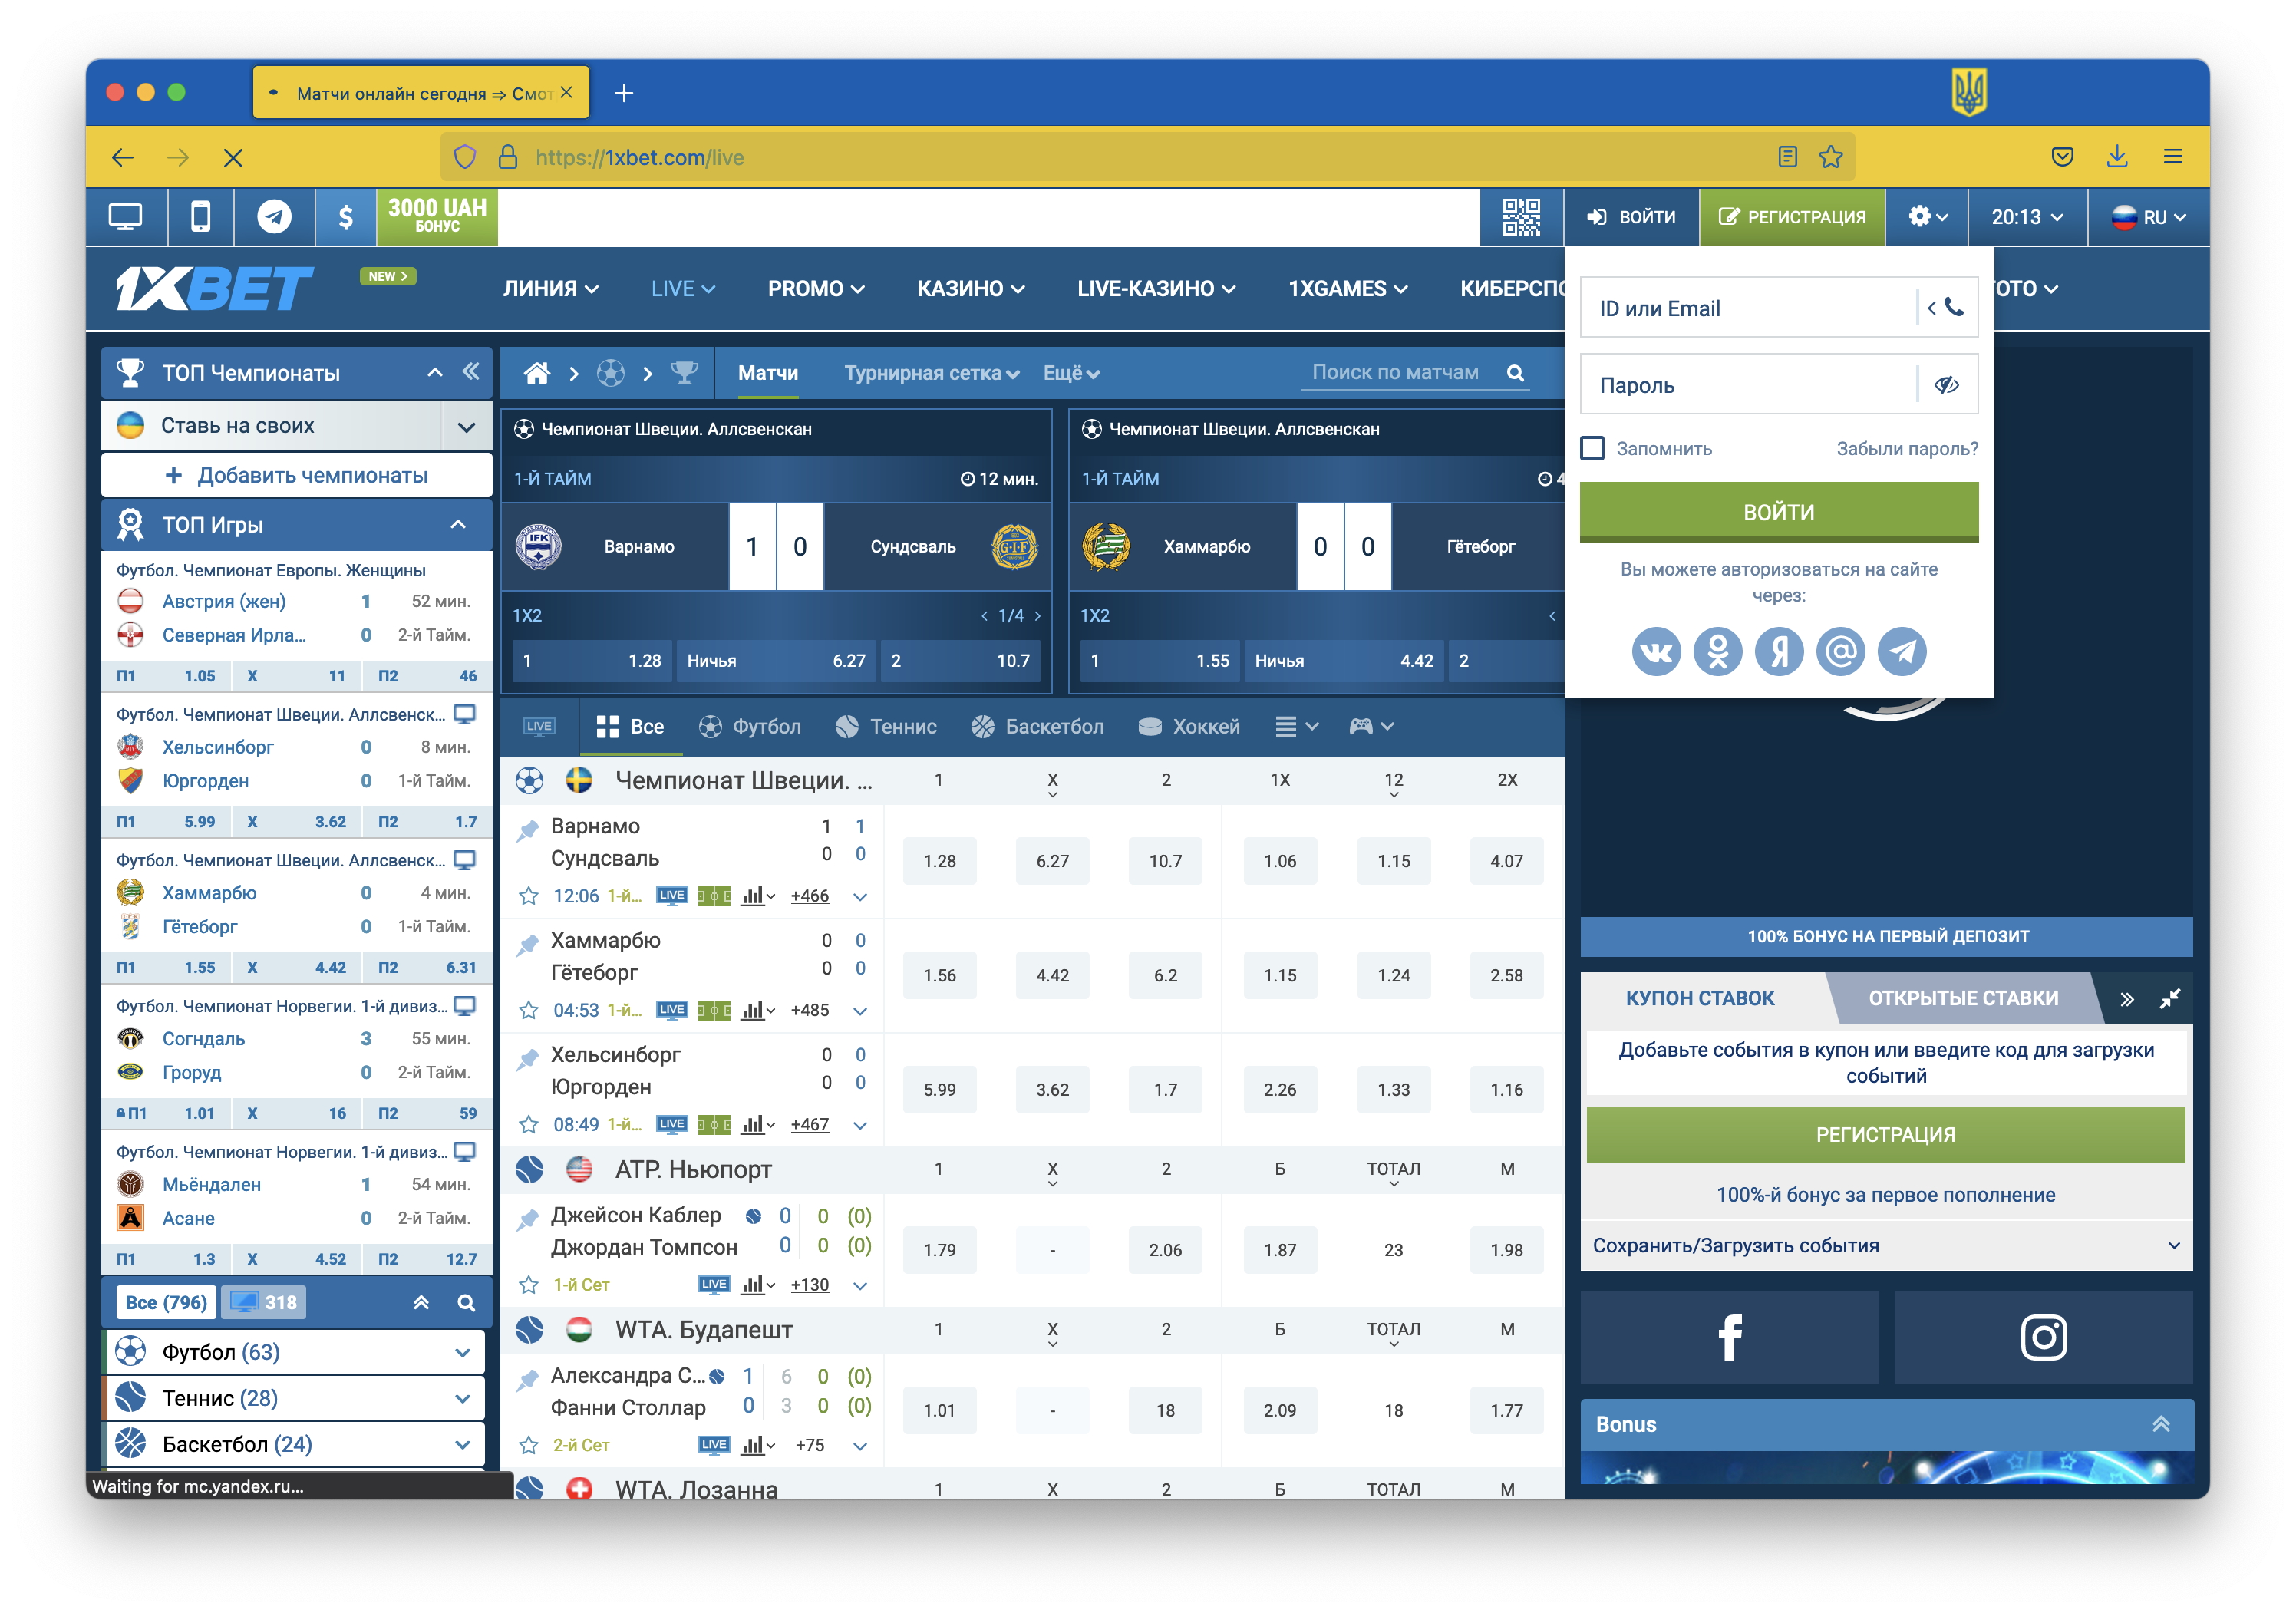 Матчи онлайн сегодня ⇒ Смот
https://1xbet.com/live
3000 UAH
БОНУС
ВОЙТИ
РЕГИСТРАЦИЯ
20:13
RU
1XBET
NEW >
ЛИНИЯ
LIVE
PROMO
КАЗИНО
LIVE-КАЗИНО
1XGAMES
ID или Email
Пароль
Запомнить
Забыли пароль?
ВОЙТИ
Вы можете авторизоваться на сайте
через:
ТОП Чемпионаты
Ставь на своих
+ Добавить чемпионаты
ТОП Игры
Футбол. Чемпионат Европы. Женщины
Австрия (жен) 1 52 мин.
Северная Ирла... 0 2-й Тайм.
П1 1.05 X 11 П2 46
Футбол. Чемпионат Швеции. Аллсвенск...
Хельсинборг 0 8 мин.
Юргорден 0 1-й Тайм.
П1 5.99 X 3.62 П2 1.7
Футбол. Чемпионат Швеции. Аллсвенск...
Хаммарбю 0 4 мин.
Гётеборг 0 1-й Тайм.
П1 1.55 X 4.42 П2 6.31
Футбол. Чемпионат Норвегии. 1-й дивиз...
Согндаль 3 55 мин.
Гроруд 0 2-й Тайм.
П1 1.01 X 16 П2 59
Футбол. Чемпионат Норвегии. 1-й дивиз...
Мьёндален 1 54 мин.
Асане 0 2-й Тайм.
П1 1.3 X 4.52 П2 12.7
Все (796) 318
Футбол (63)
Теннис (28)
Баскетбол (24)
Waiting for mc.yandex.ru...
Матчи
Турнирная сетка
Ещё
Поиск по матчам
Чемпионат Швеции. Аллсвенскан
1-Й ТАЙМ 12 мин.
Варнамо 1 0 Сундсваль
1X2 1/4
1 1.28 Ничья 6.27 2 10.7
Чемпионат Швеции. Аллсвенскан
1-Й ТАЙМ 4
Хаммарбю 0 0 Гётеборг
1X2
1 1.55 Ничья 4.42 2
LIVE Все Футбол Теннис Баскетбол Хоккей
Чемпионат Швеции. ... 1 X 2 1X 12 2X
Варнамо 1 1
Сундсваль 0 0
1.28 6.27 10.7 1.06 1.15 4.07
12:06 1-й... LIVE +466
Хаммарбю 0 0
Гётеборг 0 0
1.56 4.42 6.2 1.15 1.24 2.58
04:53 1-й... LIVE +485
Хельсинборг 0 0
Юргорден 0 0
5.99 3.62 1.7 2.26 1.33 1.16
08:49 1-й... LIVE +467
ATP. Ньюпорт 1 X 2 Б ТОТАЛ М
Джейсон Каблер 0 0 (0)
Джордан Томпсон 0 0 (0)
1.79 - 2.06 1.87 23 1.98
1-й Сет LIVE +130
WTA. Будапешт 1 X 2 Б ТОТАЛ М
Александра С... 1 6 0 (0)
Фанни Столлар 0 3 0 (0)
1.01 - 18 2.09 18 1.77
2-й Сет LIVE +75
WTA. Лозанна 1 X 2 Б ТОТАЛ М
100% БОНУС НА ПЕРВЫЙ ДЕПОЗИТ
КУПОН СТАВОК
ОТКРЫТЫЕ СТАВКИ
Добавьте события в купон или введите код для загрузки
событий
РЕГИСТРАЦИЯ
100%-й бонус за первое пополнение
Сохранить/Загрузить события
Bonus